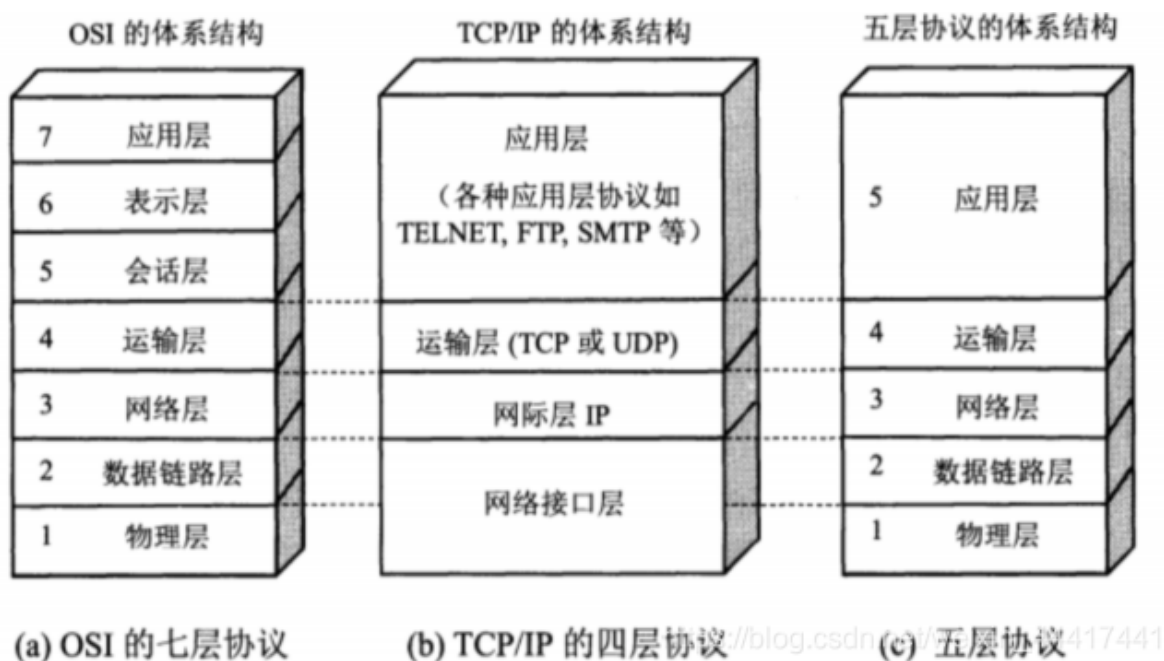 OSI 的体系结构
TCP/IP 的体系结构
五层协议的体系结构
7 应用层
6 表示层
5 会话层
4 运输层
3 网络层
2 数据链路层
1 物理层
应用层
（各种应用层协议如
TELNET, FTP, SMTP 等）
运输层 (TCP 或 UDP)
网际层 IP
网络接口层
5 应用层
4 运输层
3 网络层
2 数据链路层
1 物理层
(a) OSI 的七层协议
(b) TCP/IP 的四层协议
(c) 五层协议
://blog.csdn.net/
417441